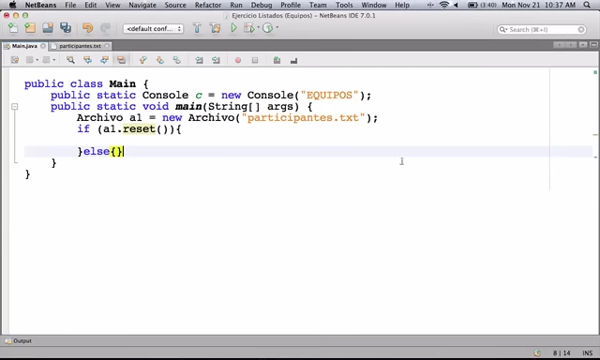 NetBeans File Edit View Navigate Source Refactor Run Debug Profile Team Tools Window Help (3:40) Mon Nov 21 10:37 AM
Ejercicio Listados (Equipos) - NetBeans IDE 7.0.1
<default conf... Search (⌘+I)
Main.java participantes.txt
public class Main {
public static Console c = new Console("EQUIPOS");
public static void main(String[] args) {
Archivo a1 = new Archivo("participantes.txt");
if (a1.reset()){
}else{}
}
}
Output
8 | 14 INS